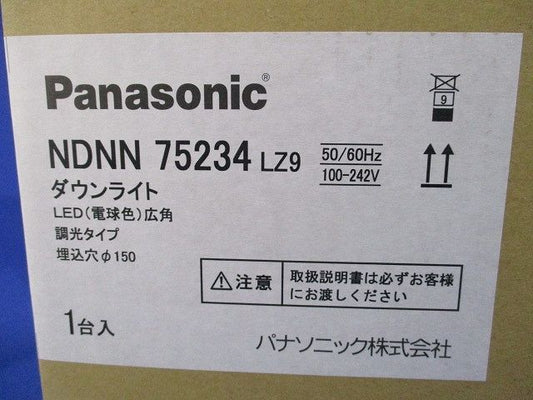 Panasonic®
NDNN 75234 LZ9
50/60Hz
100-242V
9
ダウンライト
LED(電球色)広角
調光タイプ
埋込穴φ150
注意
取扱説明書は必ずお客様
にお渡しください
1台入
パナソニック株式会社